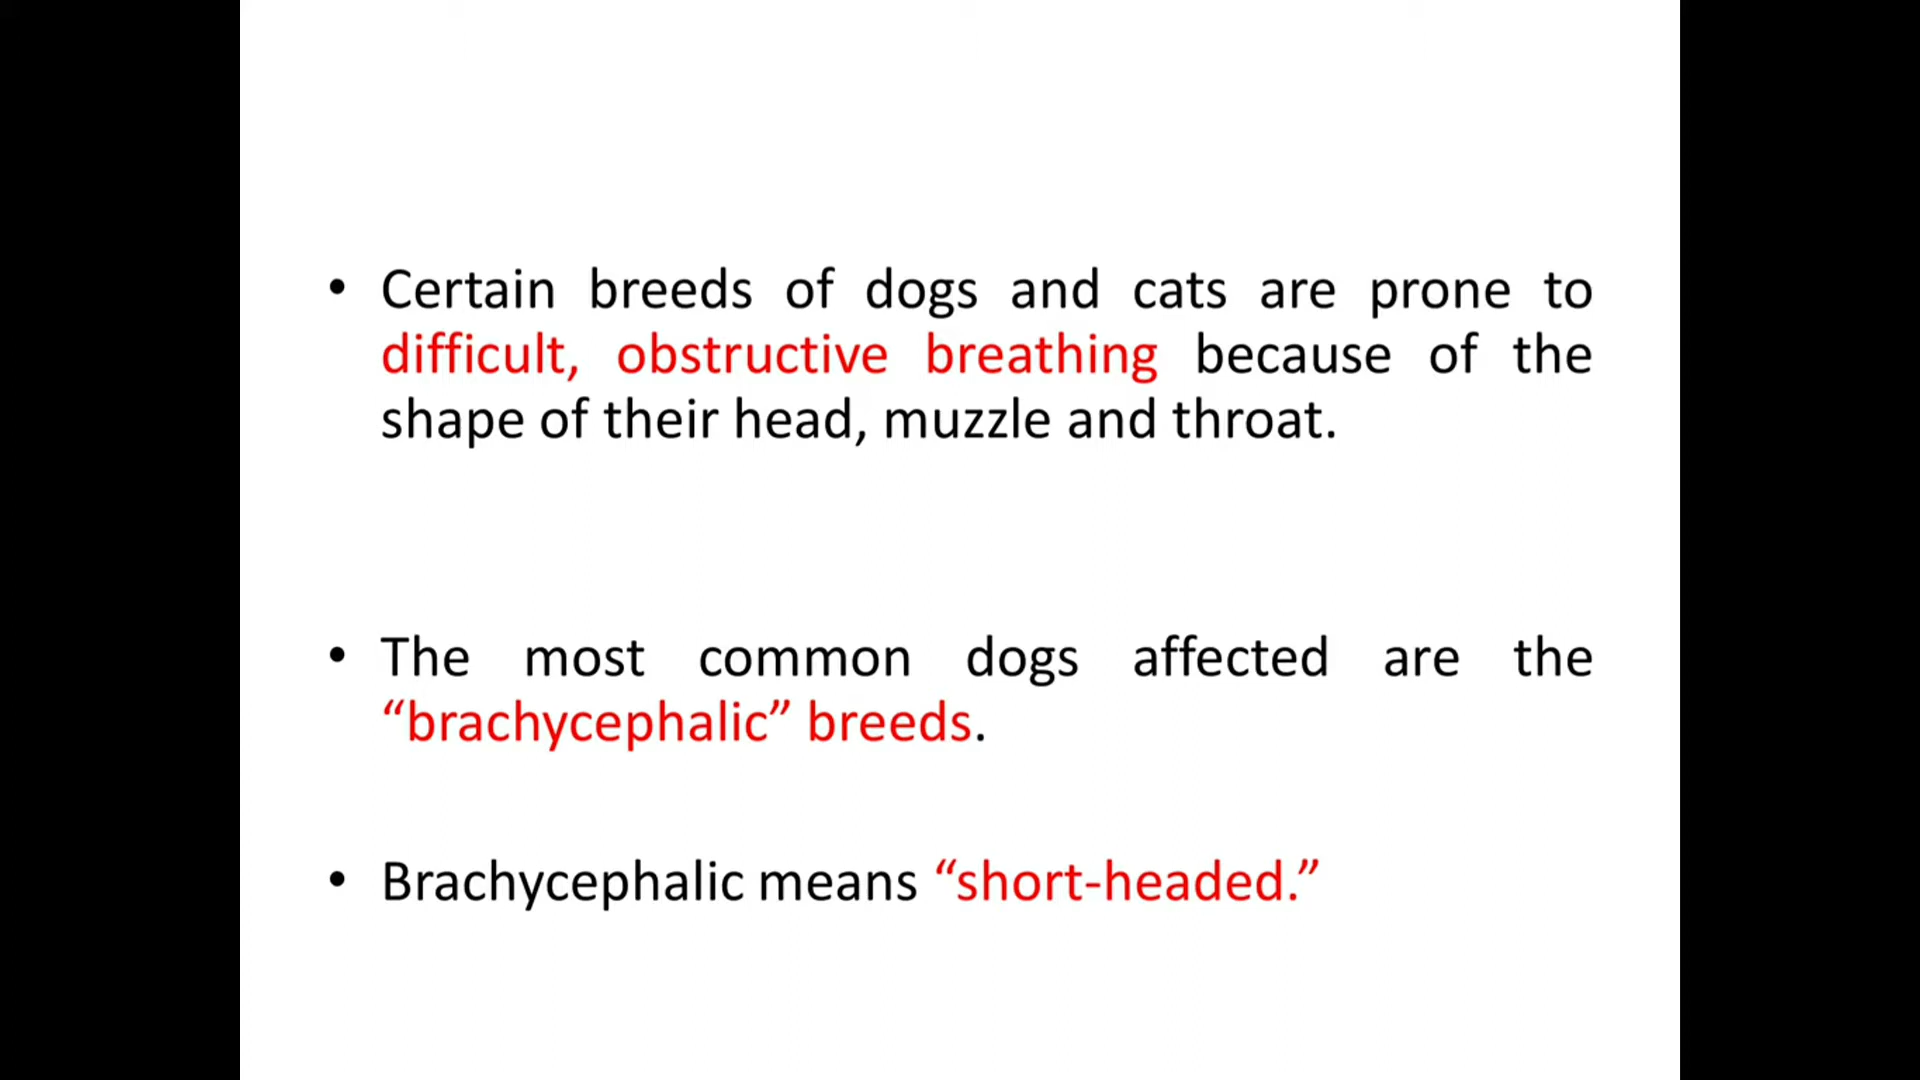 • Certain breeds of dogs and cats are prone to
difficult, obstructive breathing because of the
shape of their head, muzzle and throat.
• The most common dogs affected are the
“brachycephalic” breeds.
• Brachycephalic means “short-headed.”